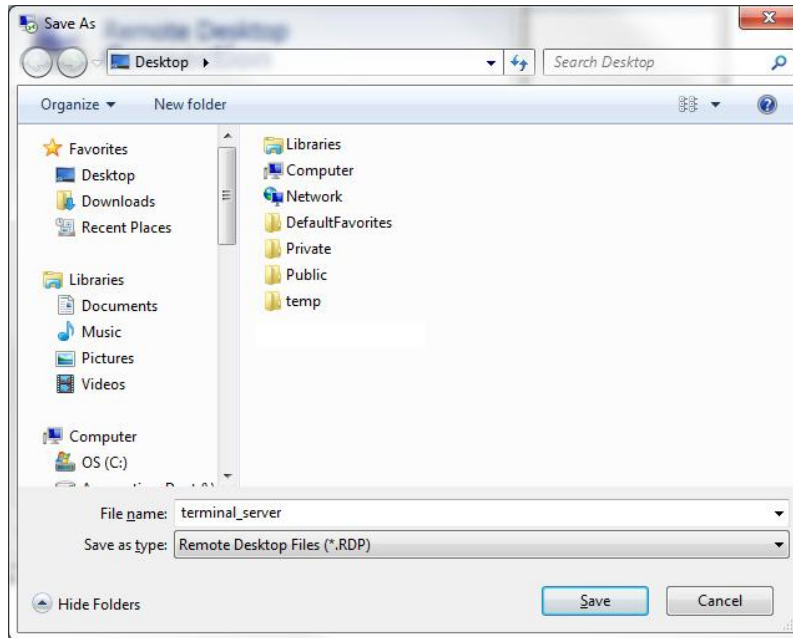 Save As
Remote Desktop
Desktop
Search Desktop
Organize
New folder
Favorites
Desktop
Downloads
Recent Places
Libraries
Documents
Music
Pictures
Videos
Computer
OS (C:)
Libraries
Computer
Network
DefaultFavorites
Private
Public
temp
File name: terminal_server
Save as type: Remote Desktop Files (*.RDP)
Hide Folders
Save
Cancel